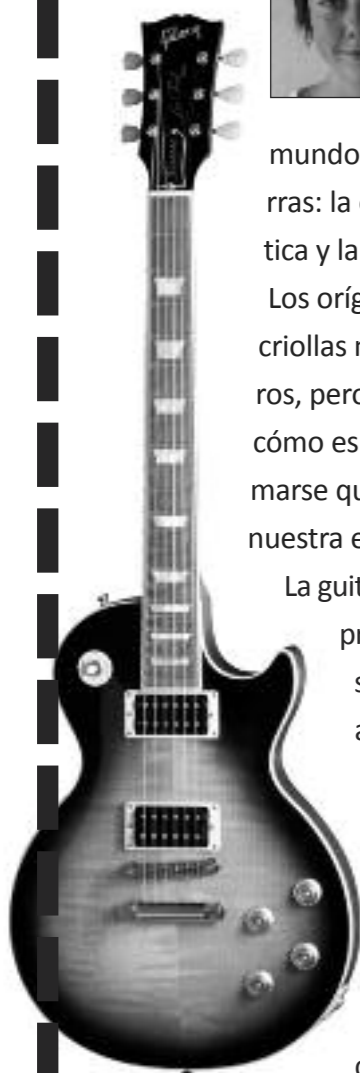 mundo
rras: la
tica y la
Los oríg
criollas
ros, pero
cómo es
marse qu
nuestra e
La guit
pr